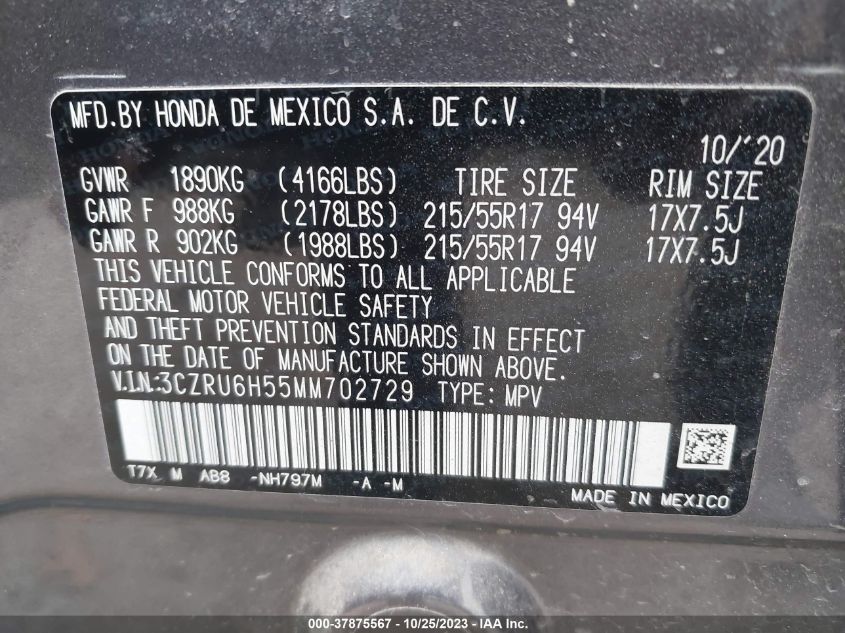 MFD.BY HONDA DE MEXICO S.A. DE C.V.
10/'20
GVWR 1890KG (4166LBS) TIRE SIZE RIM SIZE
GAWR F 988KG (2178LBS) 215/55R17 94V 17X7.5J
GAWR R 902KG (1988LBS) 215/55R17 94V 17X7.5J
THIS VEHICLE CONFORMS TO ALL APPLICABLE
FEDERAL MOTOR VEHICLE SAFETY
AND THEFT PREVENTION STANDARDS IN EFFECT
ON THE DATE OF MANUFACTURE SHOWN ABOVE.
V.I.N.:3CZRU6H55MM702729 TYPE: MPV
T7X M AB8 -NH797M -A -M
MADE IN MEXICO
000-37875567 - 10/25/2023 - IAA Inc.